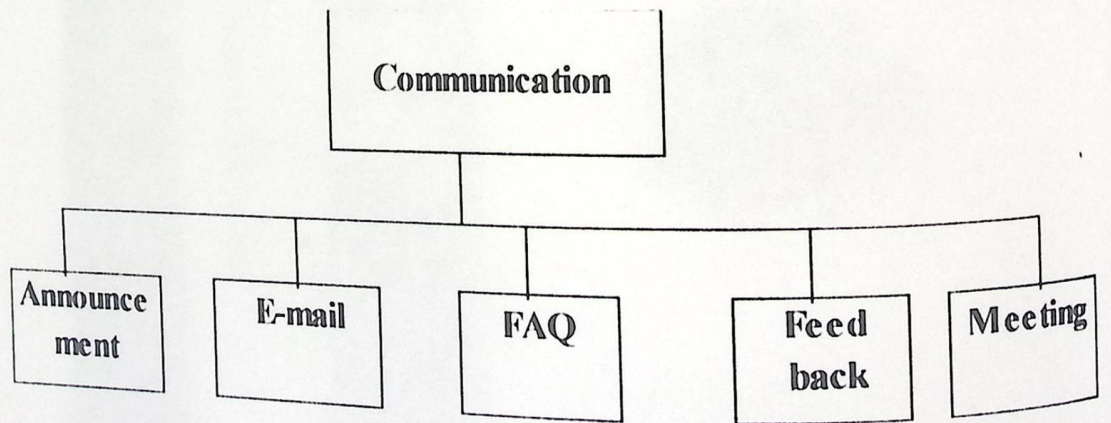 Communication
Announce
ment
E-mail
FAQ
Feed
back
Meeting